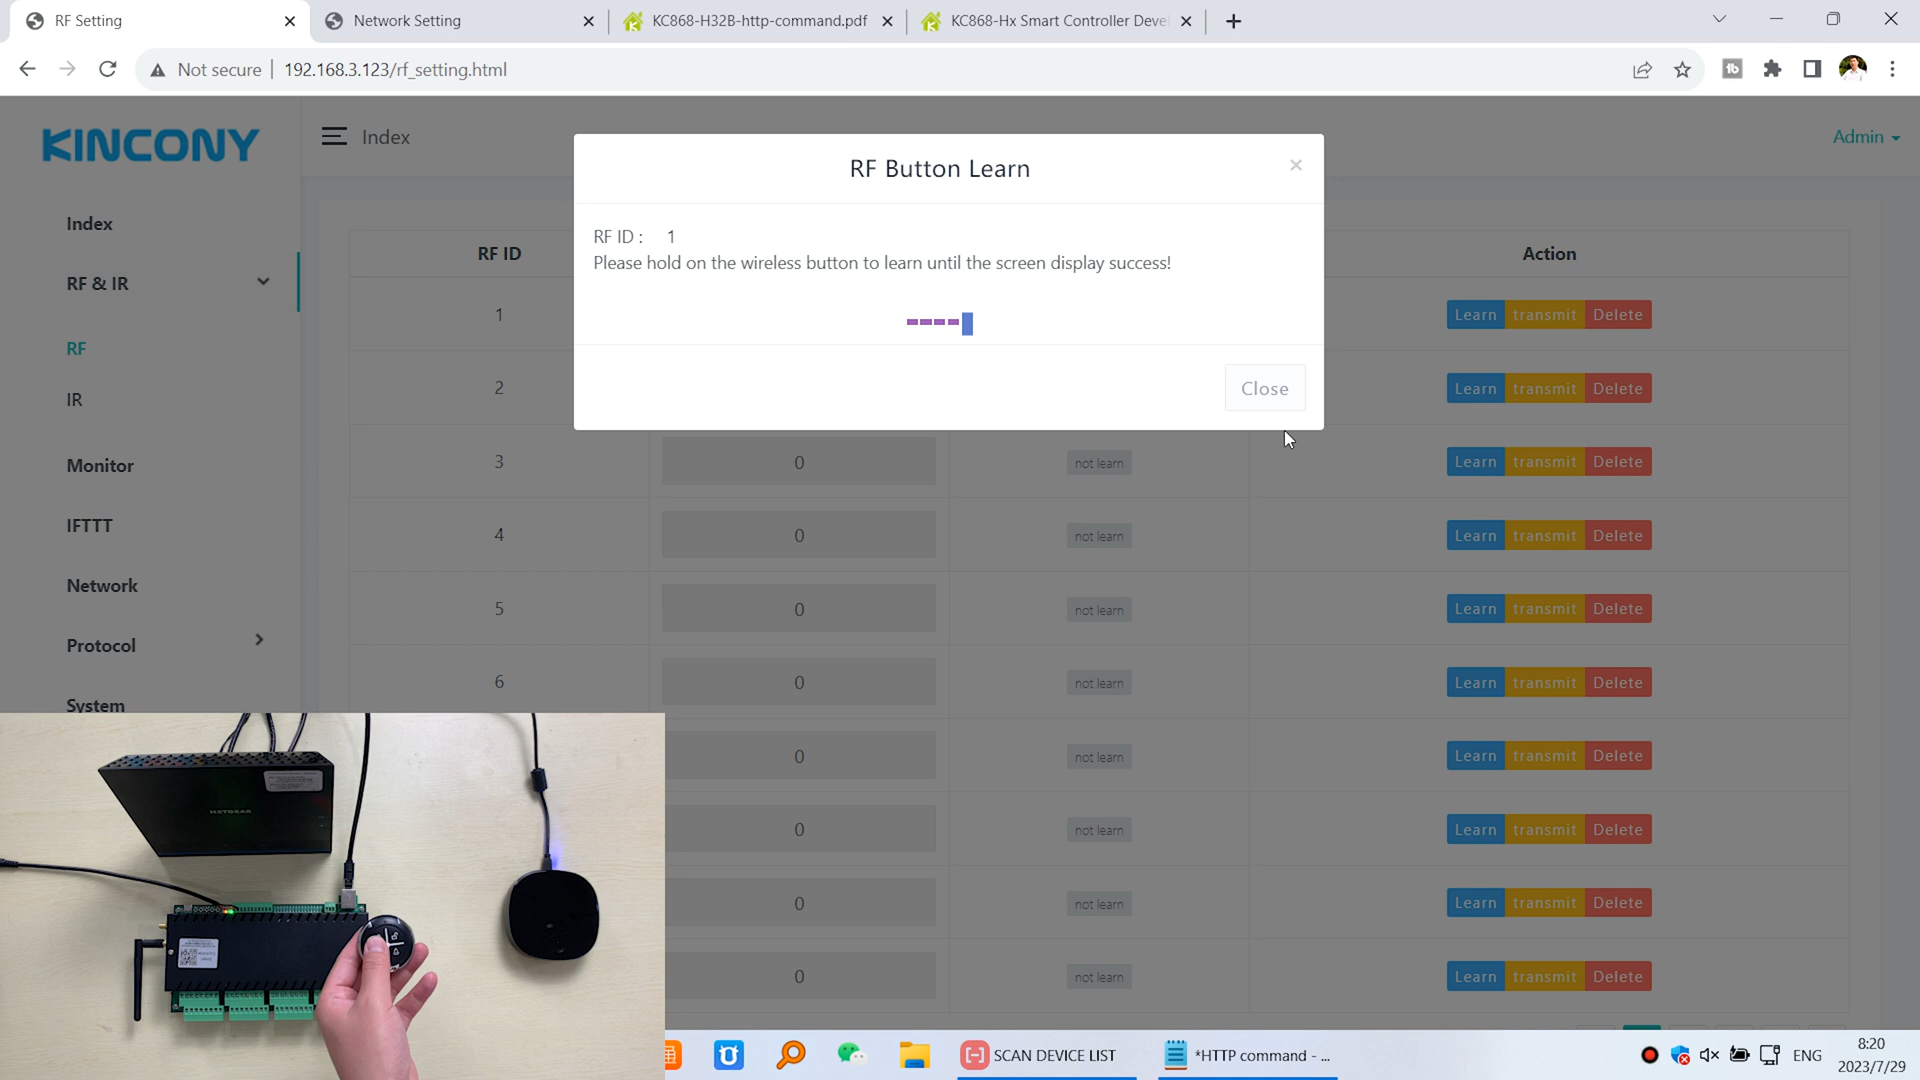 RF Setting
Network Setting
KC868-H32B-http-command.pdf
KC868-Hx Smart Controller Deve
Not secure
192.168.3.123/rf_setting.html
KINCONY
Index
Admin
Index
RF & IR
RF
IR
Monitor
IFTTT
Network
Protocol
System
RF Button Learn
×
RF ID : 1
Please hold on the wireless button to learn until the screen display success!
Close
RF ID Action
1 Learn transmit Delete
2 Learn transmit Delete
3 0 not learn Learn transmit Delete
4 0 not learn Learn transmit Delete
5 0 not learn Learn transmit Delete
6 0 not learn Learn transmit Delete
0 not learn Learn transmit Delete
0 not learn Learn transmit Delete
0 not learn Learn transmit Delete
0 not learn Learn transmit Delete
NETGEAR
SCAN DEVICE LIST
*HTTP command - ...
ENG
8:20
2023/7/29